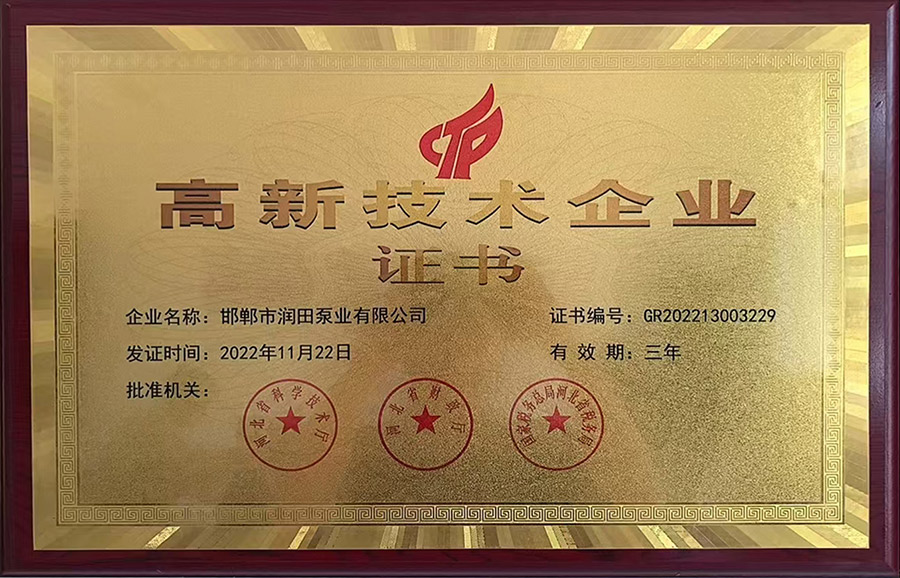 CTP
高新技术企业
证书
企业名称：邯郸市润田泵业有限公司
证书编号：GR202213003229
发证时间：2022年11月22日
有 效 期：三年
批准机关：
河北省科学技术厅
河北省财政厅
国家税务总局河北省税务局